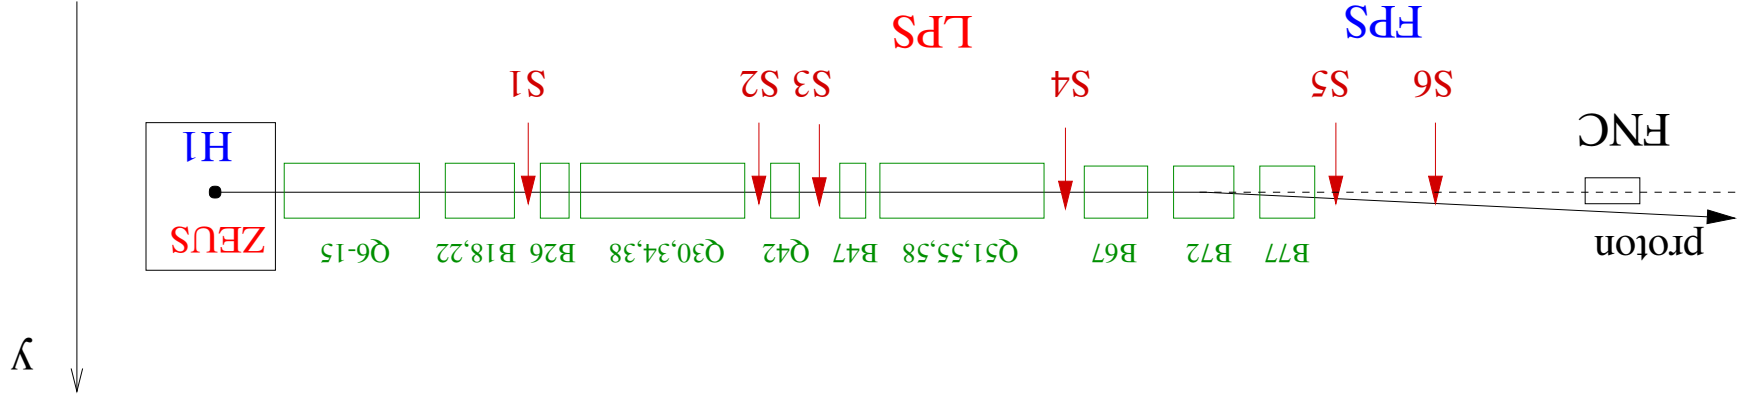 LPS
FPS
S1
S2
S3
S4
S5
S6
H1
FNC
ZEUS
Q6-15
B18,22
B26
Q30,34,38
Q42
B47
Q51,55,58
B67
B72
B77
proton
y